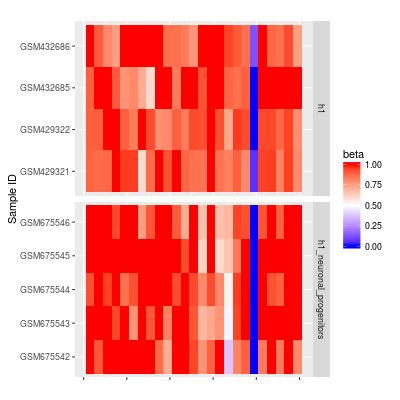 GSM432686
GSM432685
GSM429322
GSM429321
h1
GSM675546
GSM675545
GSM675544
GSM675543
GSM675542
h1_neuronal_progenitors
Sample ID
beta
1.00
0.75
0.50
0.25
0.00